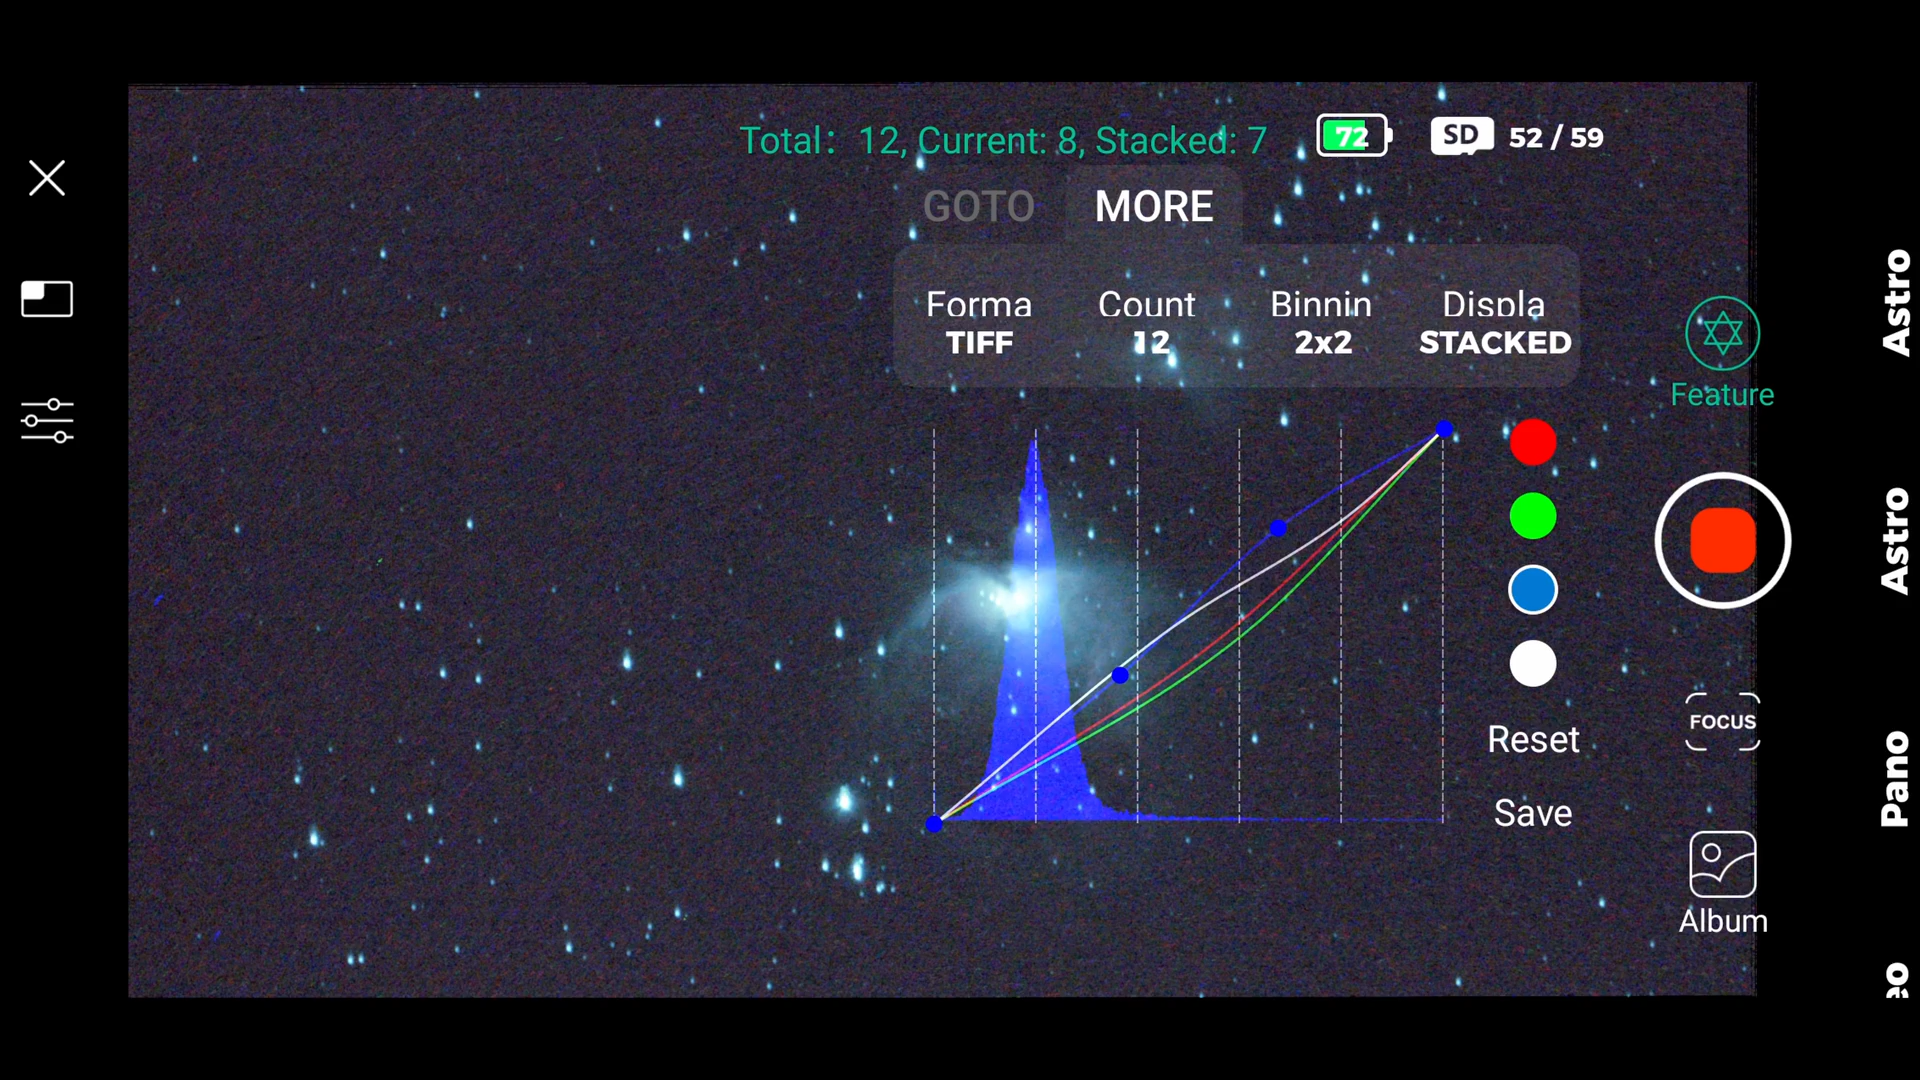 Total: 12, Current: 8, Stacked: 7
72
SD 52 / 59
GOTO MORE
Forma Count Binnin Displa
TIFF 12 2x2 STACKED
Feature
Reset
FOCUS
Save
Album
Astro
Astro
Pano